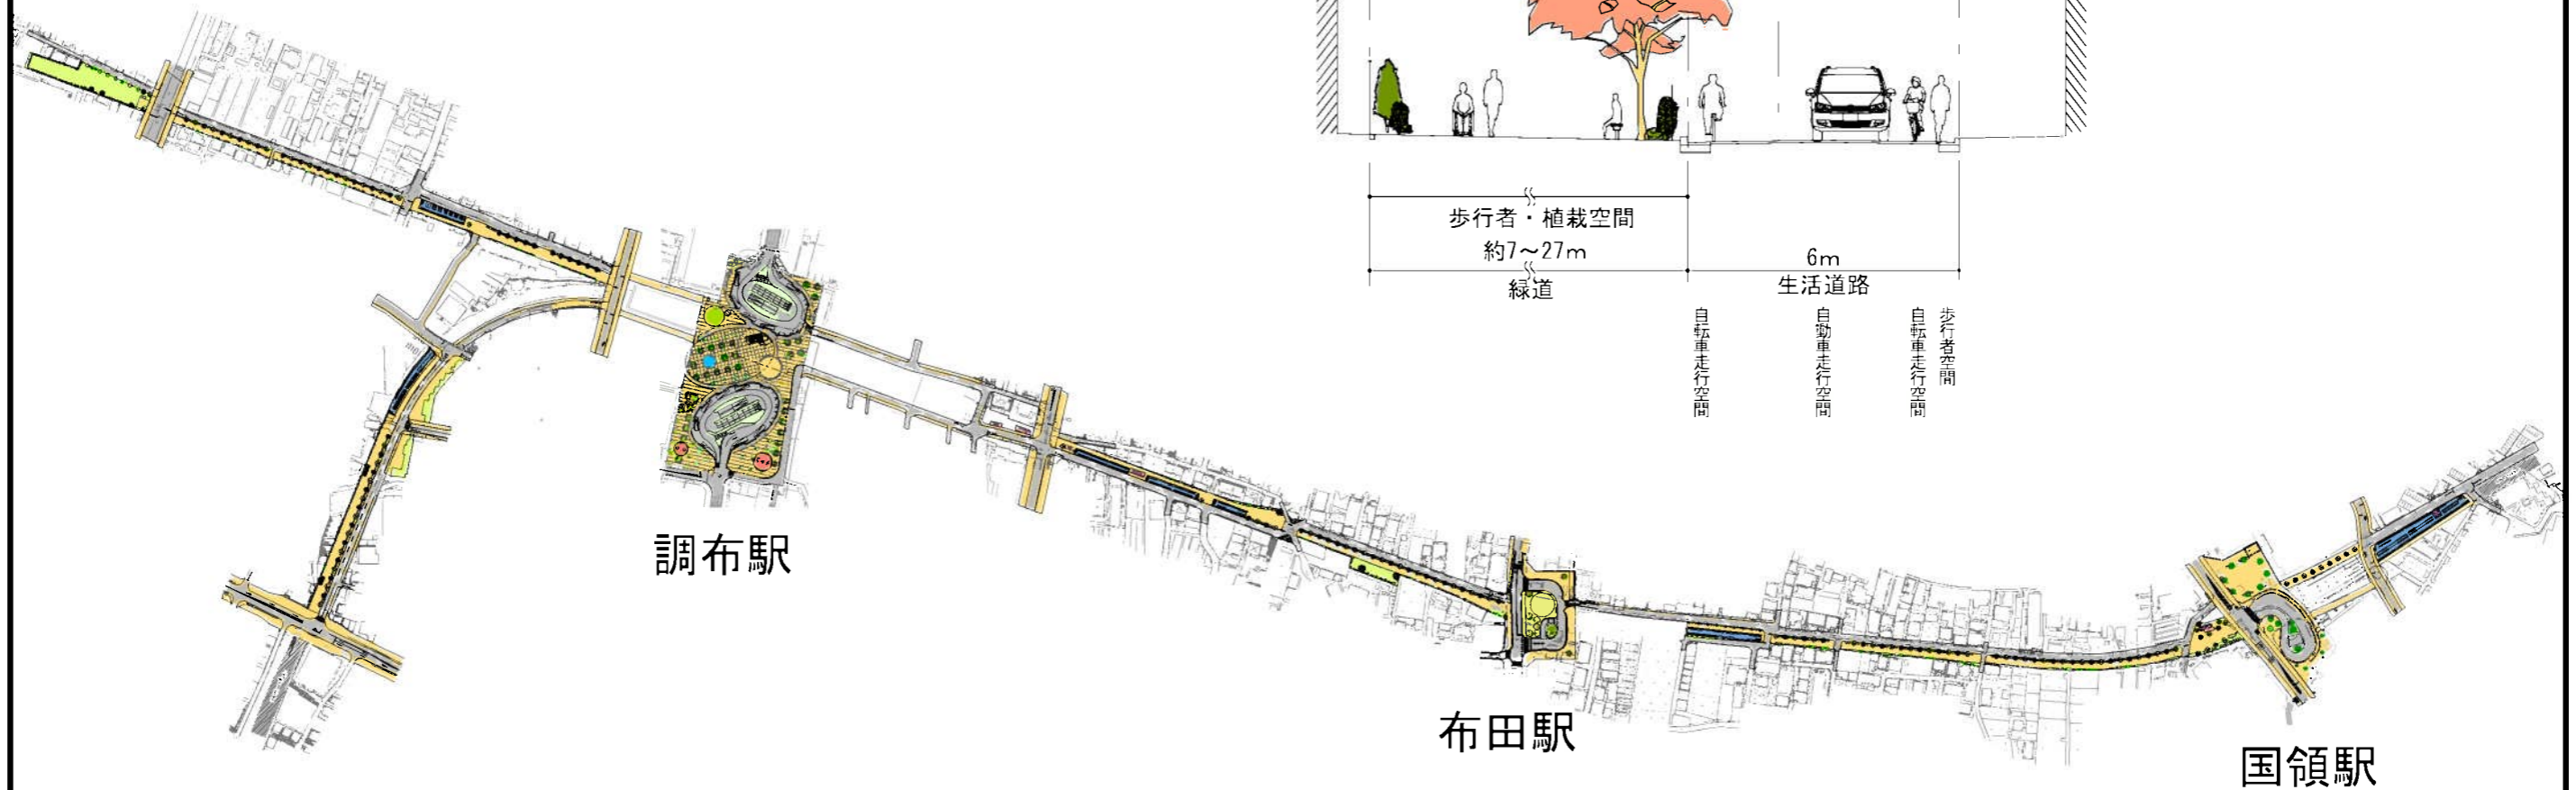 歩行者・植栽空間
約7～27m
緑道
6m
生活道路
自転車走行空間
自動車走行空間
自転車走行空間
歩行者空間
調布駅
布田駅
国領駅